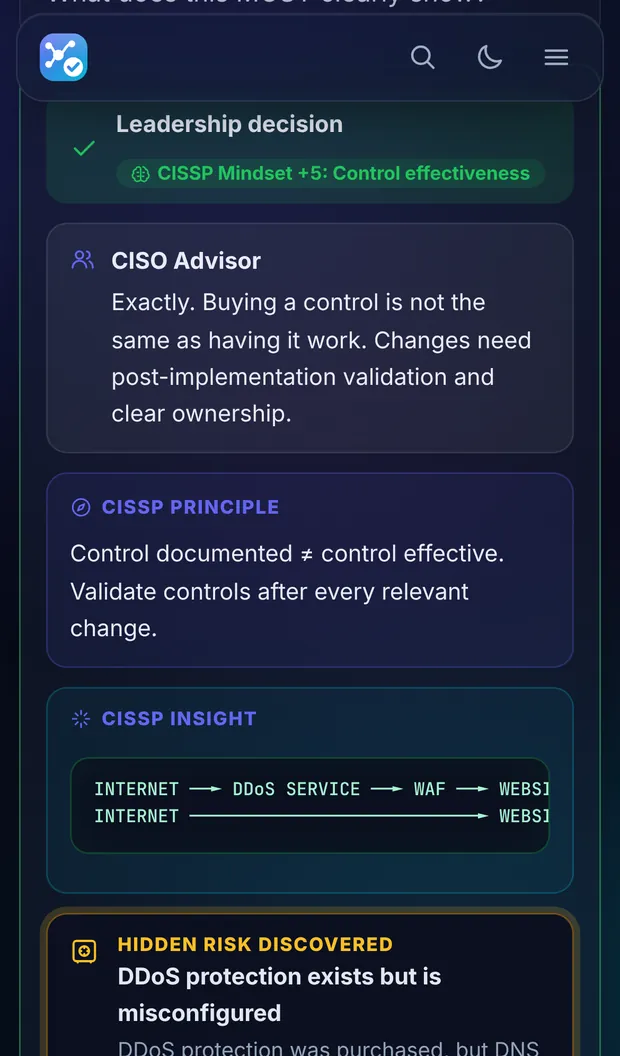 Leadership decision
CISSP Mindset +5: Control effectiveness
CISO Advisor
Exactly. Buying a control is not the
same as having it work. Changes need
post-implementation validation and
clear ownership.
CISSP PRINCIPLE
Control documented ≠ control effective.
Validate controls after every relevant
change.
CISSP INSIGHT
INTERNET ──► DDoS SERVICE ──► WAF ──► WEBSI
INTERNET ───────────────────────────► WEBSI
HIDDEN RISK DISCOVERED
DDoS protection exists but is
misconfigured
DDoS protection was purchased, but DNS